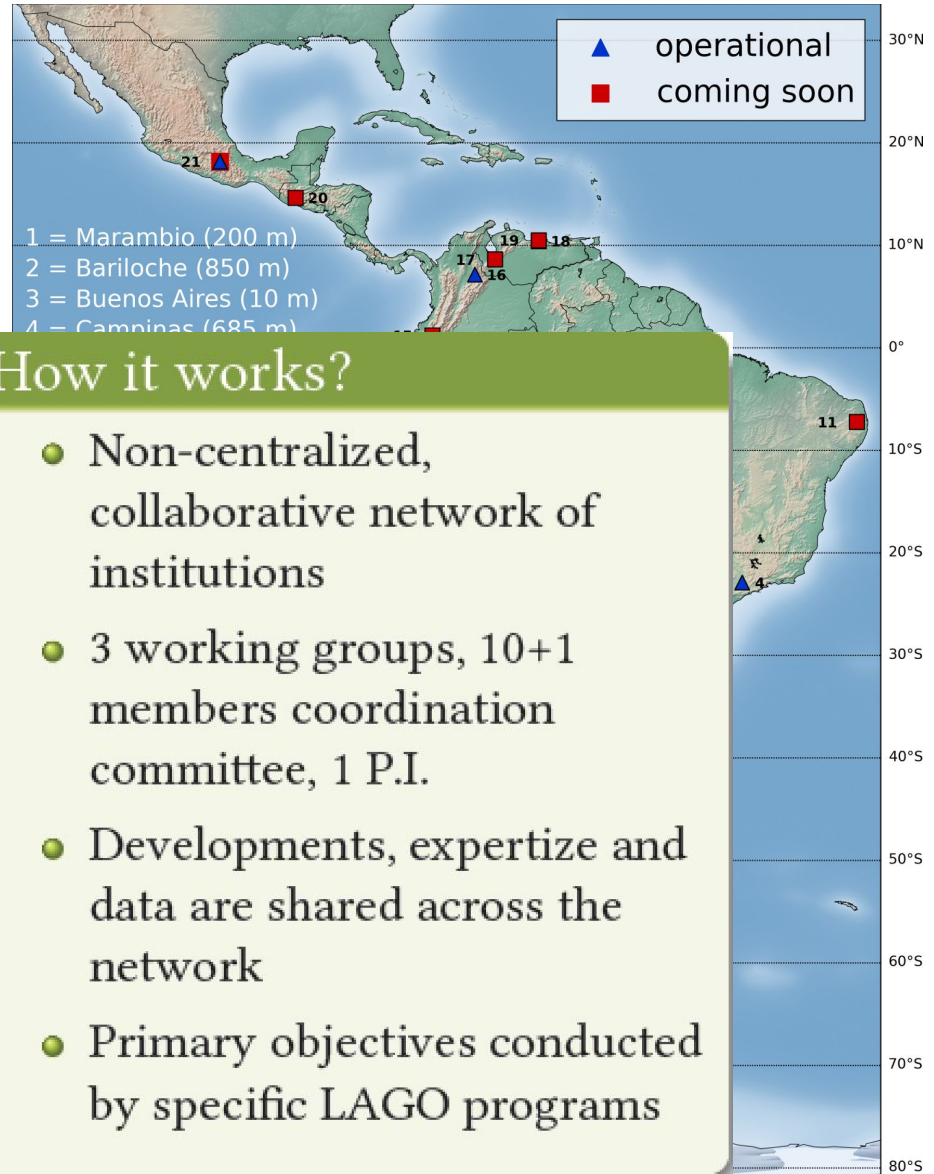 operational
coming soon
30°N
20°N
21
20
1 = Marambio (200 m)
19
18
10°N
2 = Bariloche (850 m)
17
16
3 = Buenos Aires (10 m)
4 = Campinas (685 m)
0°
How it works?
11
Non-centralized,
collaborative network of
institutions
10°S
20°S
4
3 working groups, 10+1
members coordination
committee, 1 P.I.
30°S
40°S
Developments, expertize and
data are shared across the
network
50°S
60°S
Primary objectives conducted
by specific LAGO programs
70°S
80°S